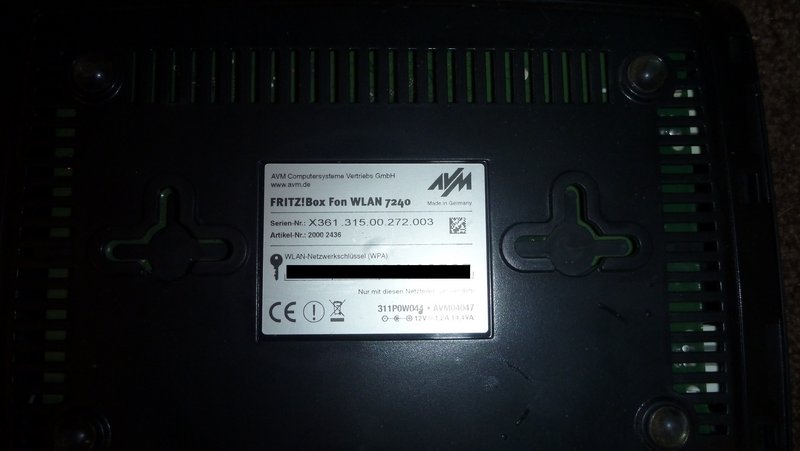 AVM Computersysteme Vertriebs GmbH
www.avm.de
AVM
Made in Germany
FRITZ!Box Fon WLAN 7240
Serien-Nr.: X361.315.00.272.003
Artikel-Nr.: 2000 2436
WLAN-Netzwerkschlüssel (WPA)
Nur mit diesen
CE
311P0W044 • AVM04047
12V